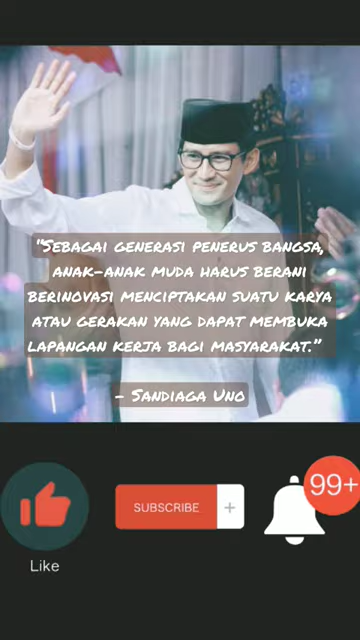 "Sebagai generasi penerus bangsa,
anak-anak muda harus berani
berinovasi menciptakan suatu karya
atau gerakan yang dapat membuka
lapangan kerja bagi masyarakat."
- Sandiaga Uno
99+
SUBSCRIBE +
Like